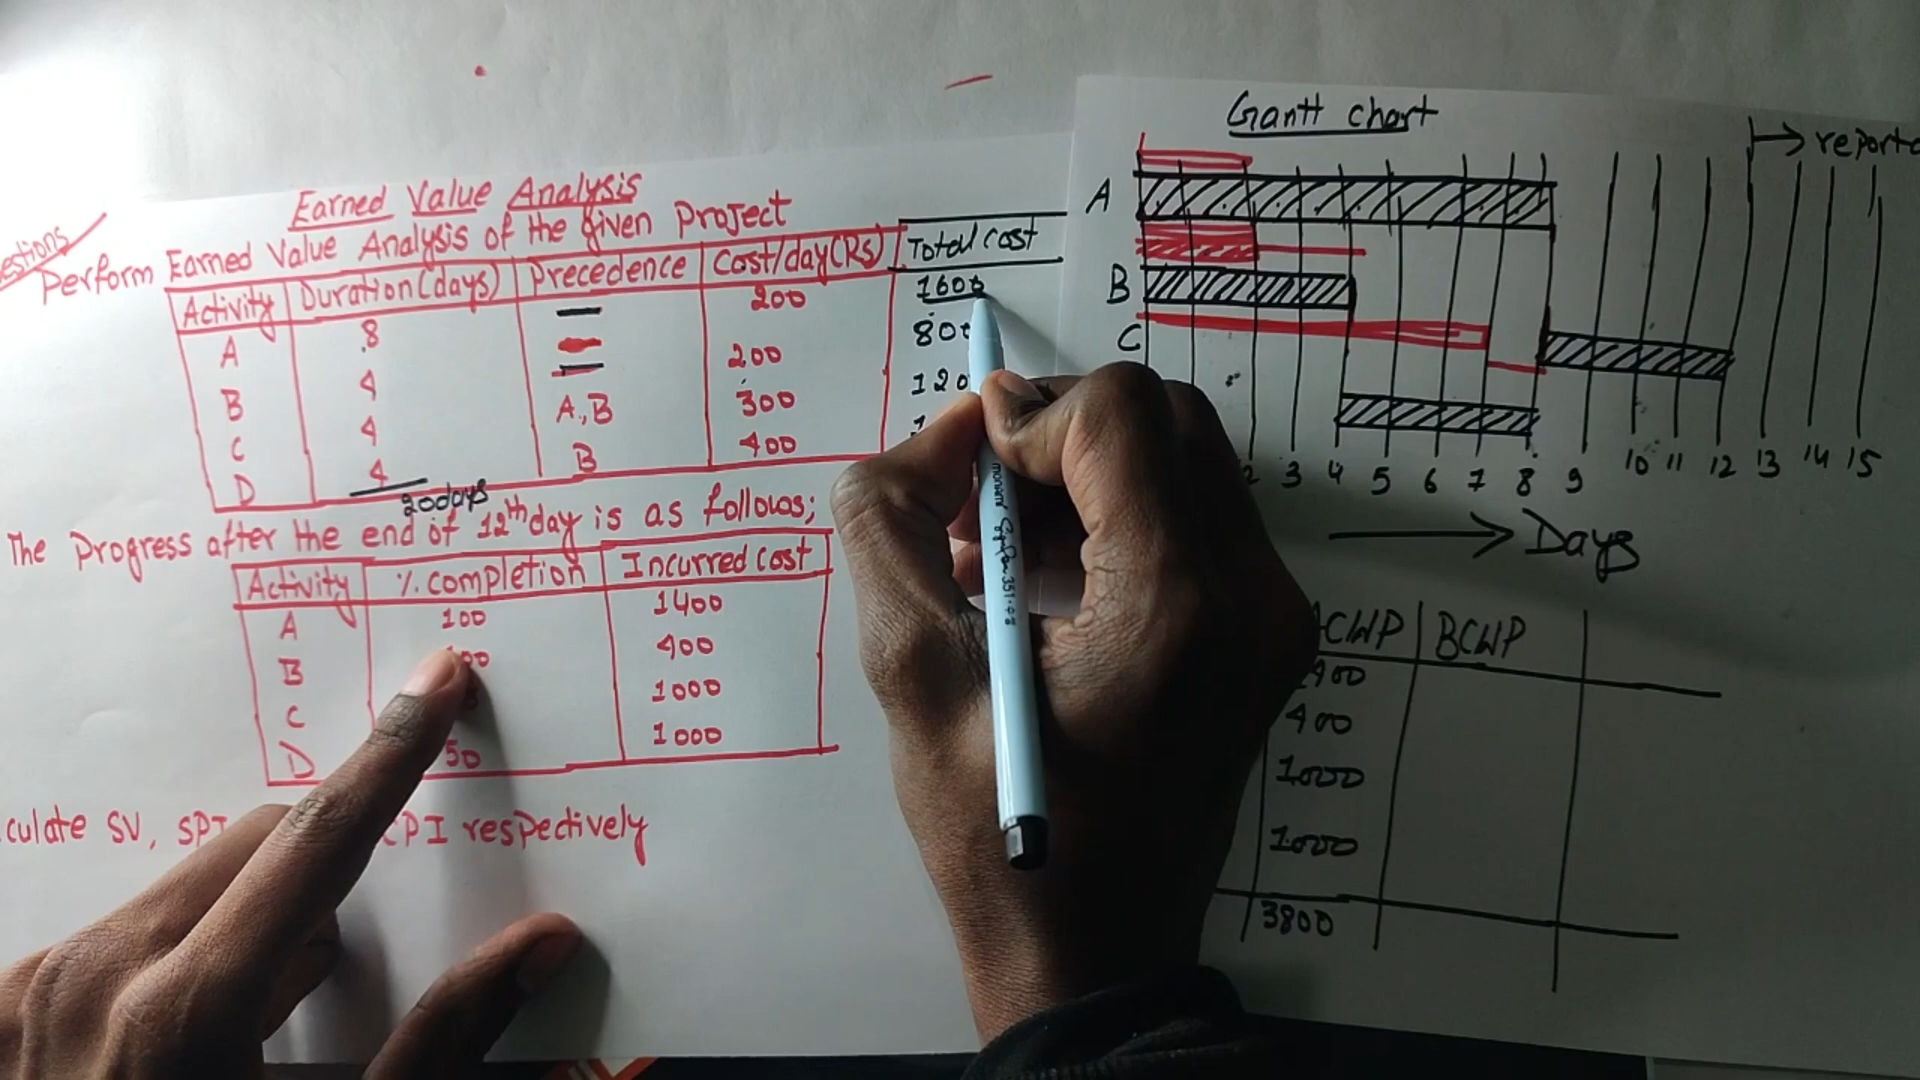 Earned Value Analysis
Perform Earned Value Analysis of the given Project
Activity Duration(days) Precedence Cost/day(Rs) Total cost
A 8 — 200 1600
B 4 — 200 800
C 4 A,B 300
D 4 B 400
20days
The Progress after the end of 12th day is as follows;
Activity % completion Incurred cost
A 100 1400
B 400
C 1000
D 50 1000
SV, SPI CPI respectively
Gantt chart
A
B
C
2 3 4 5 6 7 8 9 10 11 12 13 14 15
Days
BCWP
400
1000
1000
3800